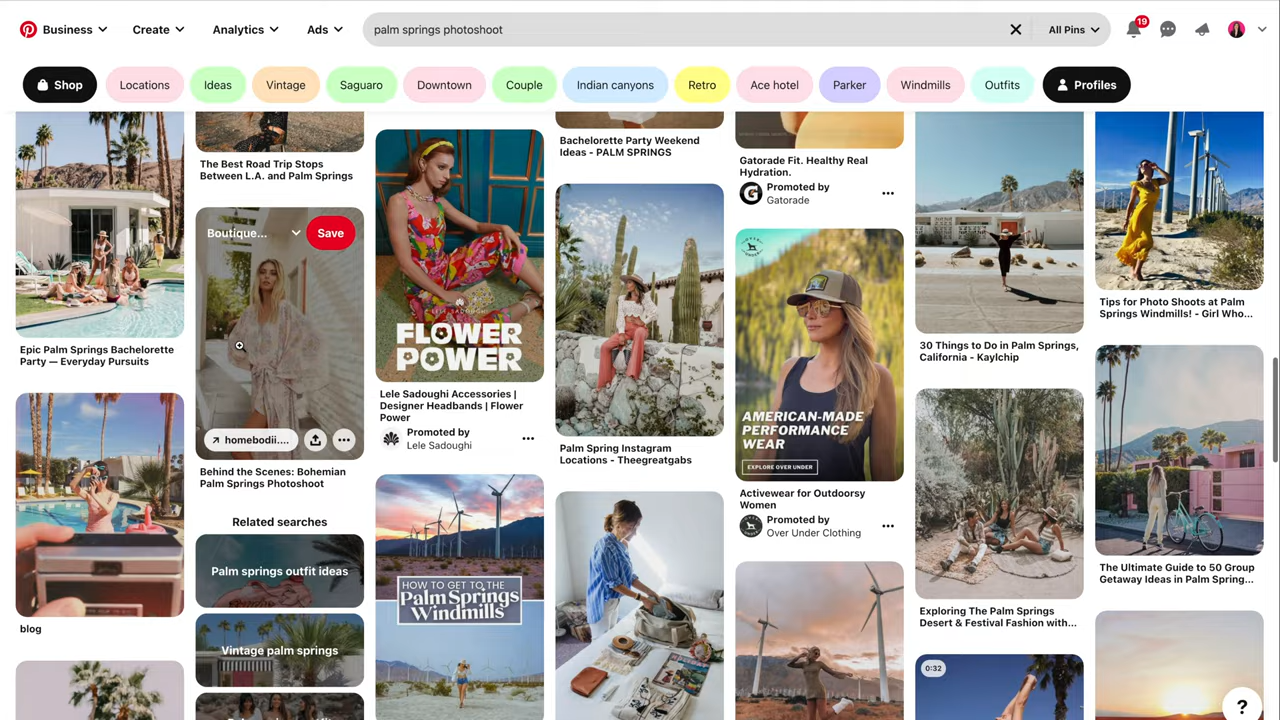 Business
Create
Analytics
Ads
palm springs photoshoot
All Pins
19
Shop
Locations
Ideas
Vintage
Saguaro
Downtown
Couple
Indian canyons
Retro
Ace hotel
Parker
Windmills
Outfits
Profiles
Epic Palm Springs Bachelorette
Party — Everyday Pursuits
blog
The Best Road Trip Stops
Between L.A. and Palm Springs
Boutique...
Save
homebodii....
Behind the Scenes: Bohemian
Palm Springs Photoshoot
Related searches
Palm springs outfit ideas
Vintage palm springs
LELE SADOUGHI
FLOWER
POWER
Lele Sadoughi Accessories |
Designer Headbands | Flower
Power
Promoted by
Lele Sadoughi
HOW TO GET TO THE
Palm Springs
Windmills
Bachelorette Party Weekend
Ideas - PALM SPRINGS
Palm Spring Instagram
Locations - Theegreatgabs
Gatorade Fit. Healthy Real
Hydration.
G
Promoted by
Gatorade
AMERICAN-MADE
PERFORMANCE
WEAR
EXPLORE OVER UNDER
Activewear for Outdoorsy
Women
Promoted by
Over Under Clothing
30 Things to Do in Palm Springs,
California - Kaylchip
Exploring The Palm Springs
Desert & Festival Fashion with...
0:32
Tips for Photo Shoots at Palm
Springs Windmills! - Girl Who...
The Ultimate Guide to 50 Group
Getaway Ideas in Palm Spring...
?